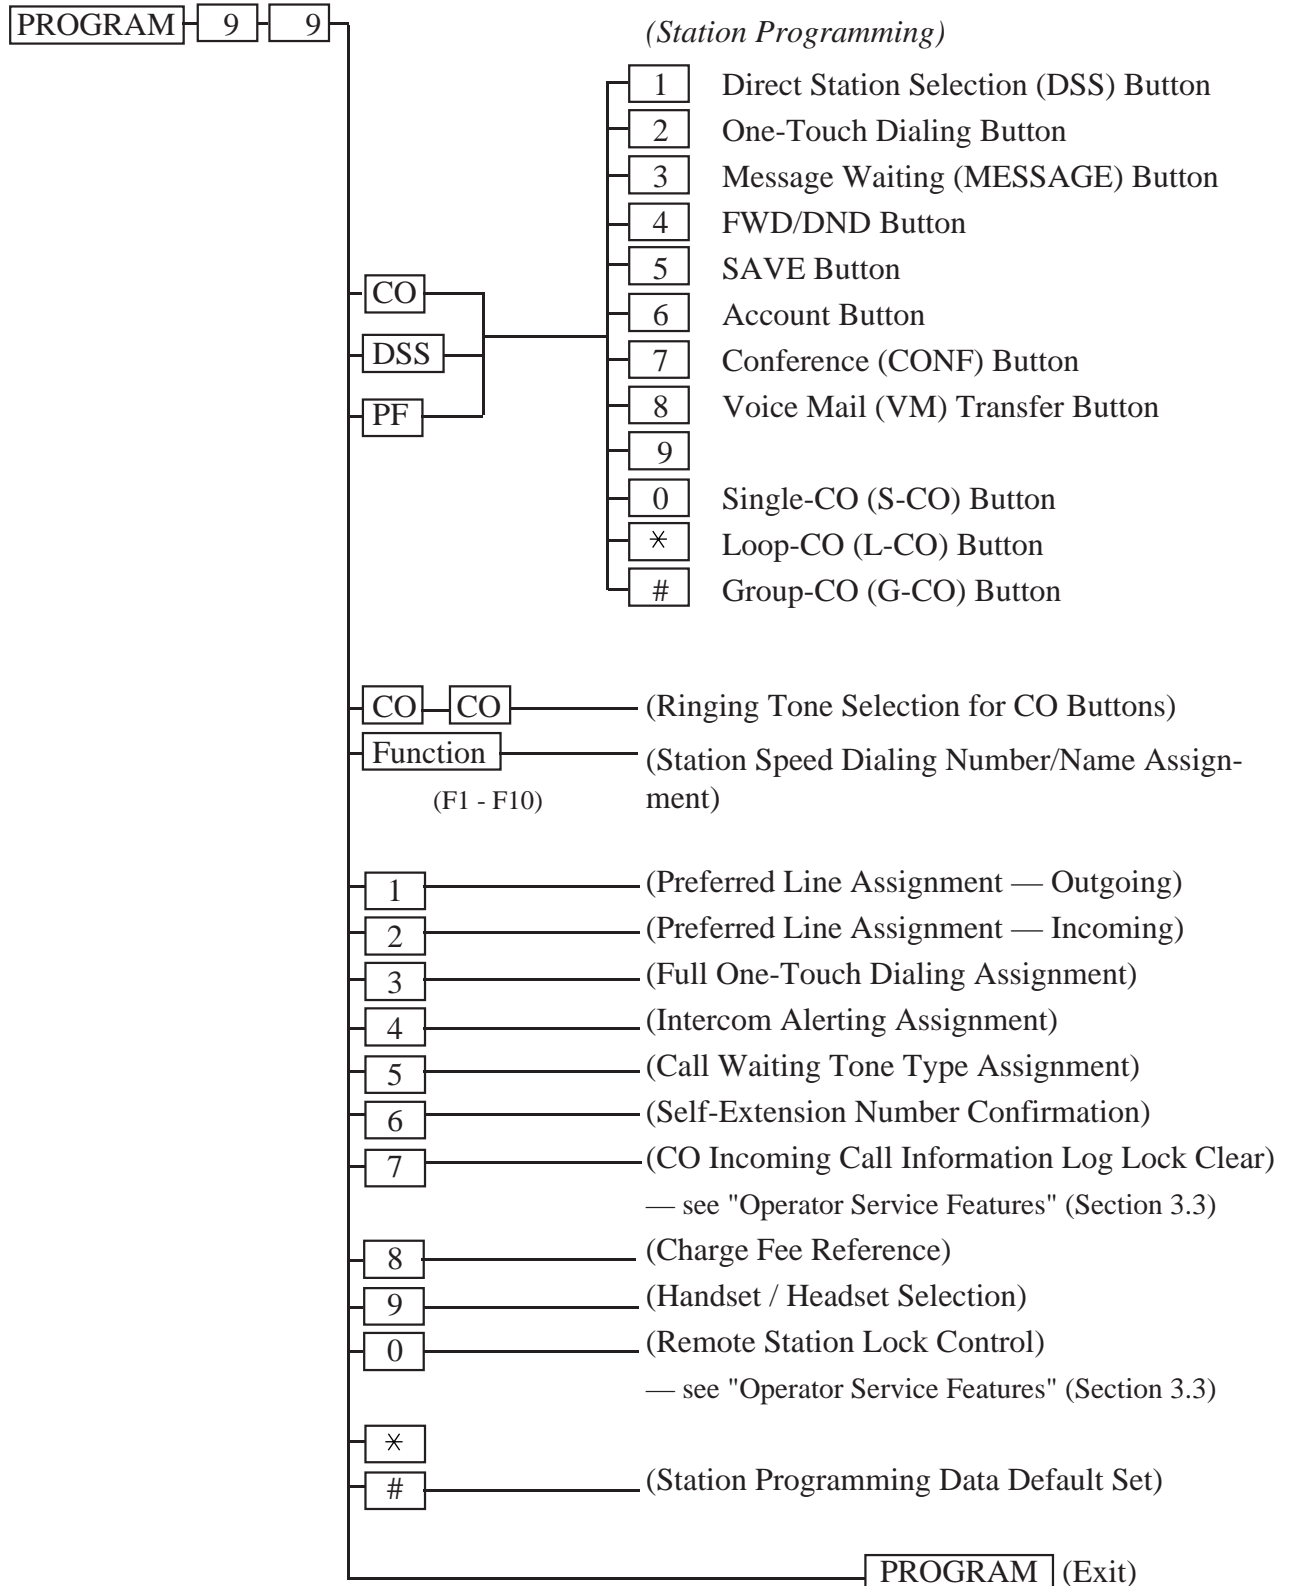 PROGRAM 9 9
(Station Programming)
1 Direct Station Selection (DSS) Button
2 One-Touch Dialing Button
3 Message Waiting (MESSAGE) Button
4 FWD/DND Button
5 SAVE Button
CO
6 Account Button
DSS
7 Conference (CONF) Button
PF
8 Voice Mail (VM) Transfer Button
9
0 Single-CO (S-CO) Button
* Loop-CO (L-CO) Button
# Group-CO (G-CO) Button
CO CO (Ringing Tone Selection for CO Buttons)
Function (Station Speed Dialing Number/Name Assign-
(F1 - F10) ment)
1 (Preferred Line Assignment — Outgoing)
2 (Preferred Line Assignment — Incoming)
3 (Full One-Touch Dialing Assignment)
4 (Intercom Alerting Assignment)
5 (Call Waiting Tone Type Assignment)
6 (Self-Extension Number Confirmation)
7 (CO Incoming Call Information Log Lock Clear)
— see "Operator Service Features" (Section 3.3)
8 (Charge Fee Reference)
9 (Handset / Headset Selection)
0 (Remote Station Lock Control)
— see "Operator Service Features" (Section 3.3)
*
# (Station Programming Data Default Set)
PROGRAM (Exit)